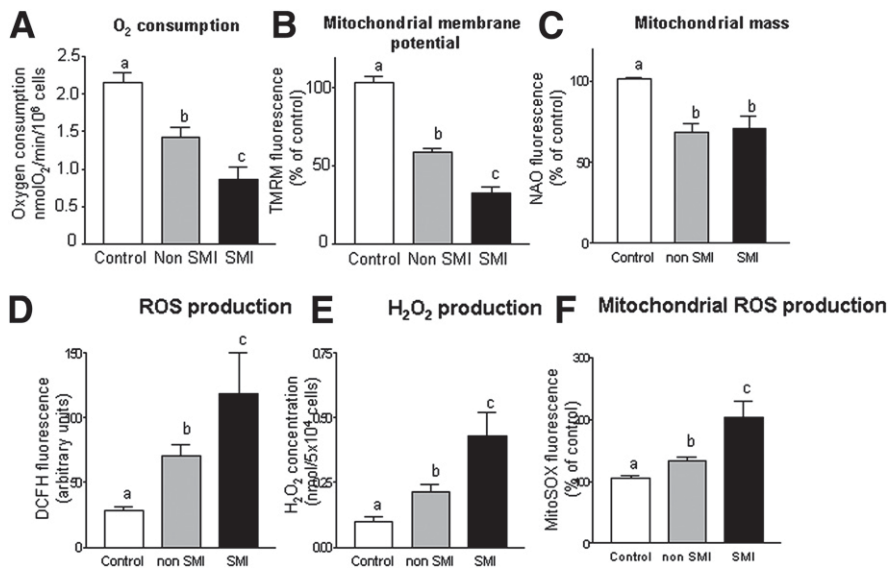 A
O₂ consumption
Oxygen consumption
nmolO₂/min/10⁶ cells
2.5
2.0
1.5
1.0
0.5
0
a
b
c
Control Non SMI SMI
B
Mitochondrial membrane
potential
TMRM fluorescence
(% of control)
100
50
0
a
b
c
Control Non SMI SMI
C
Mitochondrial mass
NAO fluorescence
(% of control)
100
50
0
a
b
b
Control non SMI SMI
D
ROS production
DCFH fluorescence
(arbitrary units)
150
100
50
0
a
b
c
Control non SMI SMI
E
H₂O₂ production
H₂O₂ concentration
(nmol/5x10⁴ cells)
0.75
0.50
0.25
0.00
a
b
c
Control non SMI SMI
F
Mitochondrial ROS production
MitoSOX fluorescence
(% of control)
300
200
100
0
a
b
c
Control non SMI SMI